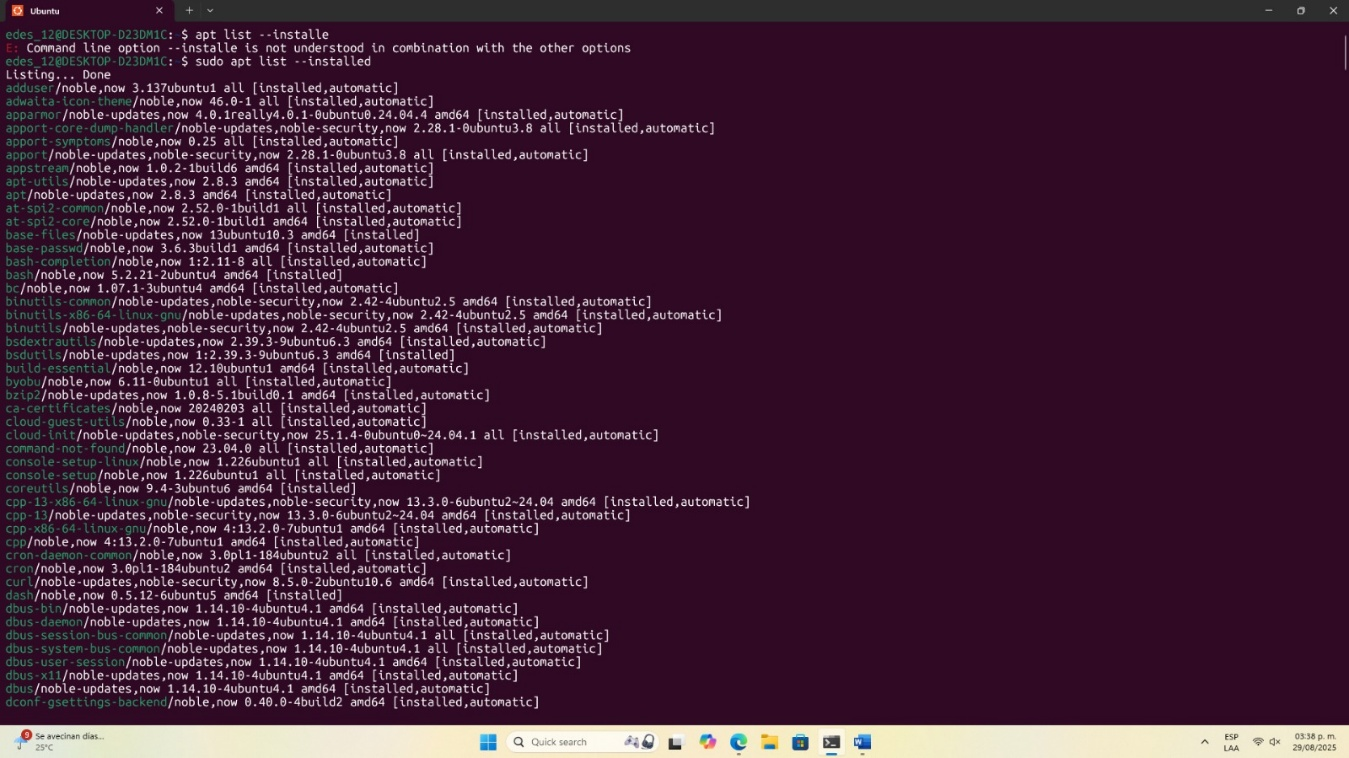 Ubuntu
edes_12@DESKTOP-D23DM1C:~$ apt list --installe
E: Command line option --installe is not understood in combination with the other options
edes_12@DESKTOP-D23DM1C:~$ sudo apt list --installed
Listing... Done
adduser/noble,now 3.137ubuntu1 all [installed,automatic]
adwaita-icon-theme/noble,now 46.0-1 all [installed,automatic]
apparmor/noble-updates,now 4.0.1really4.0.1-0ubuntu0.24.04.4 amd64 [installed,automatic]
apport-core-dump-handler/noble-updates,noble-security,now 2.28.1-0ubuntu3.8 all [installed,automatic]
apport-symptoms/noble,now 0.25 all [installed,automatic]
apport/noble-updates,noble-security,now 2.28.1-0ubuntu3.8 all [installed,automatic]
appstream/noble,now 1.0.2-1build6 amd64 [installed,automatic]
apt-utils/noble-updates,now 2.8.3 amd64 [installed,automatic]
apt/noble-updates,now 2.8.3 amd64 [installed,automatic]
at-spi2-common/noble,now 2.52.0-1build1 all [installed,automatic]
at-spi2-core/noble,now 2.52.0-1build1 amd64 [installed,automatic]
base-files/noble-updates,now 13ubuntu10.3 amd64 [installed]
base-passwd/noble,now 3.6.3build1 amd64 [installed,automatic]
bash-completion/noble,now 1:2.11-8 all [installed,automatic]
bash/noble,now 5.2.21-2ubuntu4 amd64 [installed]
bc/noble,now 1.07.1-3ubuntu4 amd64 [installed,automatic]
binutils-common/noble-updates,noble-security,now 2.42-4ubuntu2.5 amd64 [installed,automatic]
binutils-x86-64-linux-gnu/noble-updates,noble-security,now 2.42-4ubuntu2.5 amd64 [installed,automatic]
binutils/noble-updates,noble-security,now 2.42-4ubuntu2.5 amd64 [installed,automatic]
bsdextrautils/noble-updates,now 2.39.3-9ubuntu6.3 amd64 [installed,automatic]
bsdutils/noble-updates,now 1:2.39.3-9ubuntu6.3 amd64 [installed]
build-essential/noble,now 12.10ubuntu1 amd64 [installed,automatic]
byobu/noble,now 6.11-0ubuntu1 all [installed,automatic]
bzip2/noble-updates,now 1.0.8-5.1build0.1 amd64 [installed,automatic]
ca-certificates/noble,now 20240203 all [installed,automatic]
cloud-guest-utils/noble,now 0.33-1 all [installed,automatic]
cloud-init/noble-updates,noble-security,now 25.1.4-0ubuntu0~24.04.1 all [installed,automatic]
command-not-found/noble,now 23.04.0 all [installed,automatic]
console-setup-linux/noble,now 1.226ubuntu1 all [installed,automatic]
console-setup/noble,now 1.226ubuntu1 all [installed,automatic]
coreutils/noble,now 9.4-3ubuntu6 amd64 [installed]
cpp-13-x86-64-linux-gnu/noble-updates,noble-security,now 13.3.0-6ubuntu2~24.04 amd64 [installed,automatic]
cpp-13/noble-updates,noble-security,now 13.3.0-6ubuntu2~24.04 amd64 [installed,automatic]
cpp-x86-64-linux-gnu/noble,now 4:13.2.0-7ubuntu1 amd64 [installed,automatic]
cpp/noble,now 4:13.2.0-7ubuntu1 amd64 [installed,automatic]
cron-daemon-common/noble,now 3.0pl1-184ubuntu2 all [installed,automatic]
cron/noble,now 3.0pl1-184ubuntu2 amd64 [installed,automatic]
curl/noble-updates,noble-security,now 8.5.0-2ubuntu10.6 amd64 [installed,automatic]
dash/noble,now 0.5.12-6ubuntu5 amd64 [installed]
dbus-bin/noble-updates,now 1.14.10-4ubuntu4.1 amd64 [installed,automatic]
dbus-daemon/noble-updates,now 1.14.10-4ubuntu4.1 amd64 [installed,automatic]
dbus-session-bus-common/noble-updates,now 1.14.10-4ubuntu4.1 all [installed,automatic]
dbus-system-bus-common/noble-updates,now 1.14.10-4ubuntu4.1 all [installed,automatic]
dbus-user-session/noble-updates,now 1.14.10-4ubuntu4.1 amd64 [installed,automatic]
dbus-x11/noble-updates,now 1.14.10-4ubuntu4.1 amd64 [installed,automatic]
dbus/noble-updates,now 1.14.10-4ubuntu4.1 amd64 [installed,automatic]
dconf-gsettings-backend/noble,now 0.40.0-4build2 amd64 [installed,automatic]
9
Se avecinan días...
25°C
Quick search
ESP
LAA
03:38 p. m.
29/08/2025